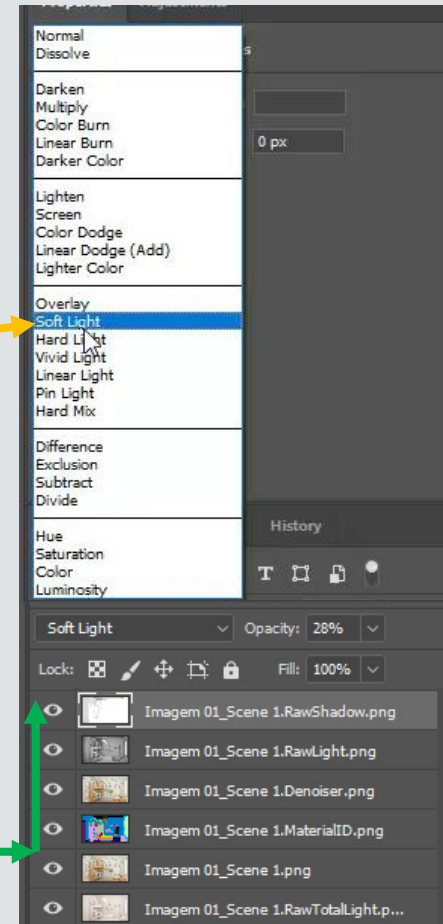 Normal
Dissolve
Darken
Multiply
Color Burn
Linear Burn
Darker Color
Lighten
Screen
Color Dodge
Linear Dodge (Add)
Lighter Color
Overlay
Soft Light
Hard Light
Vivid Light
Linear Light
Pin Light
Hard Mix
Difference
Exclusion
Subtract
Divide
Hue
Saturation
Color
Luminosity
s
0 px
History
T
Soft Light Opacity: 28%
Lock: Fill: 100%
Imagem 01_Scene 1.RawShadow.png
Imagem 01_Scene 1.RawLight.png
Imagem 01_Scene 1.Denoiser.png
Imagem 01_Scene 1.MaterialID.png
Imagem 01_Scene 1.png
Imagem 01_Scene 1.RawTotalLight.p...